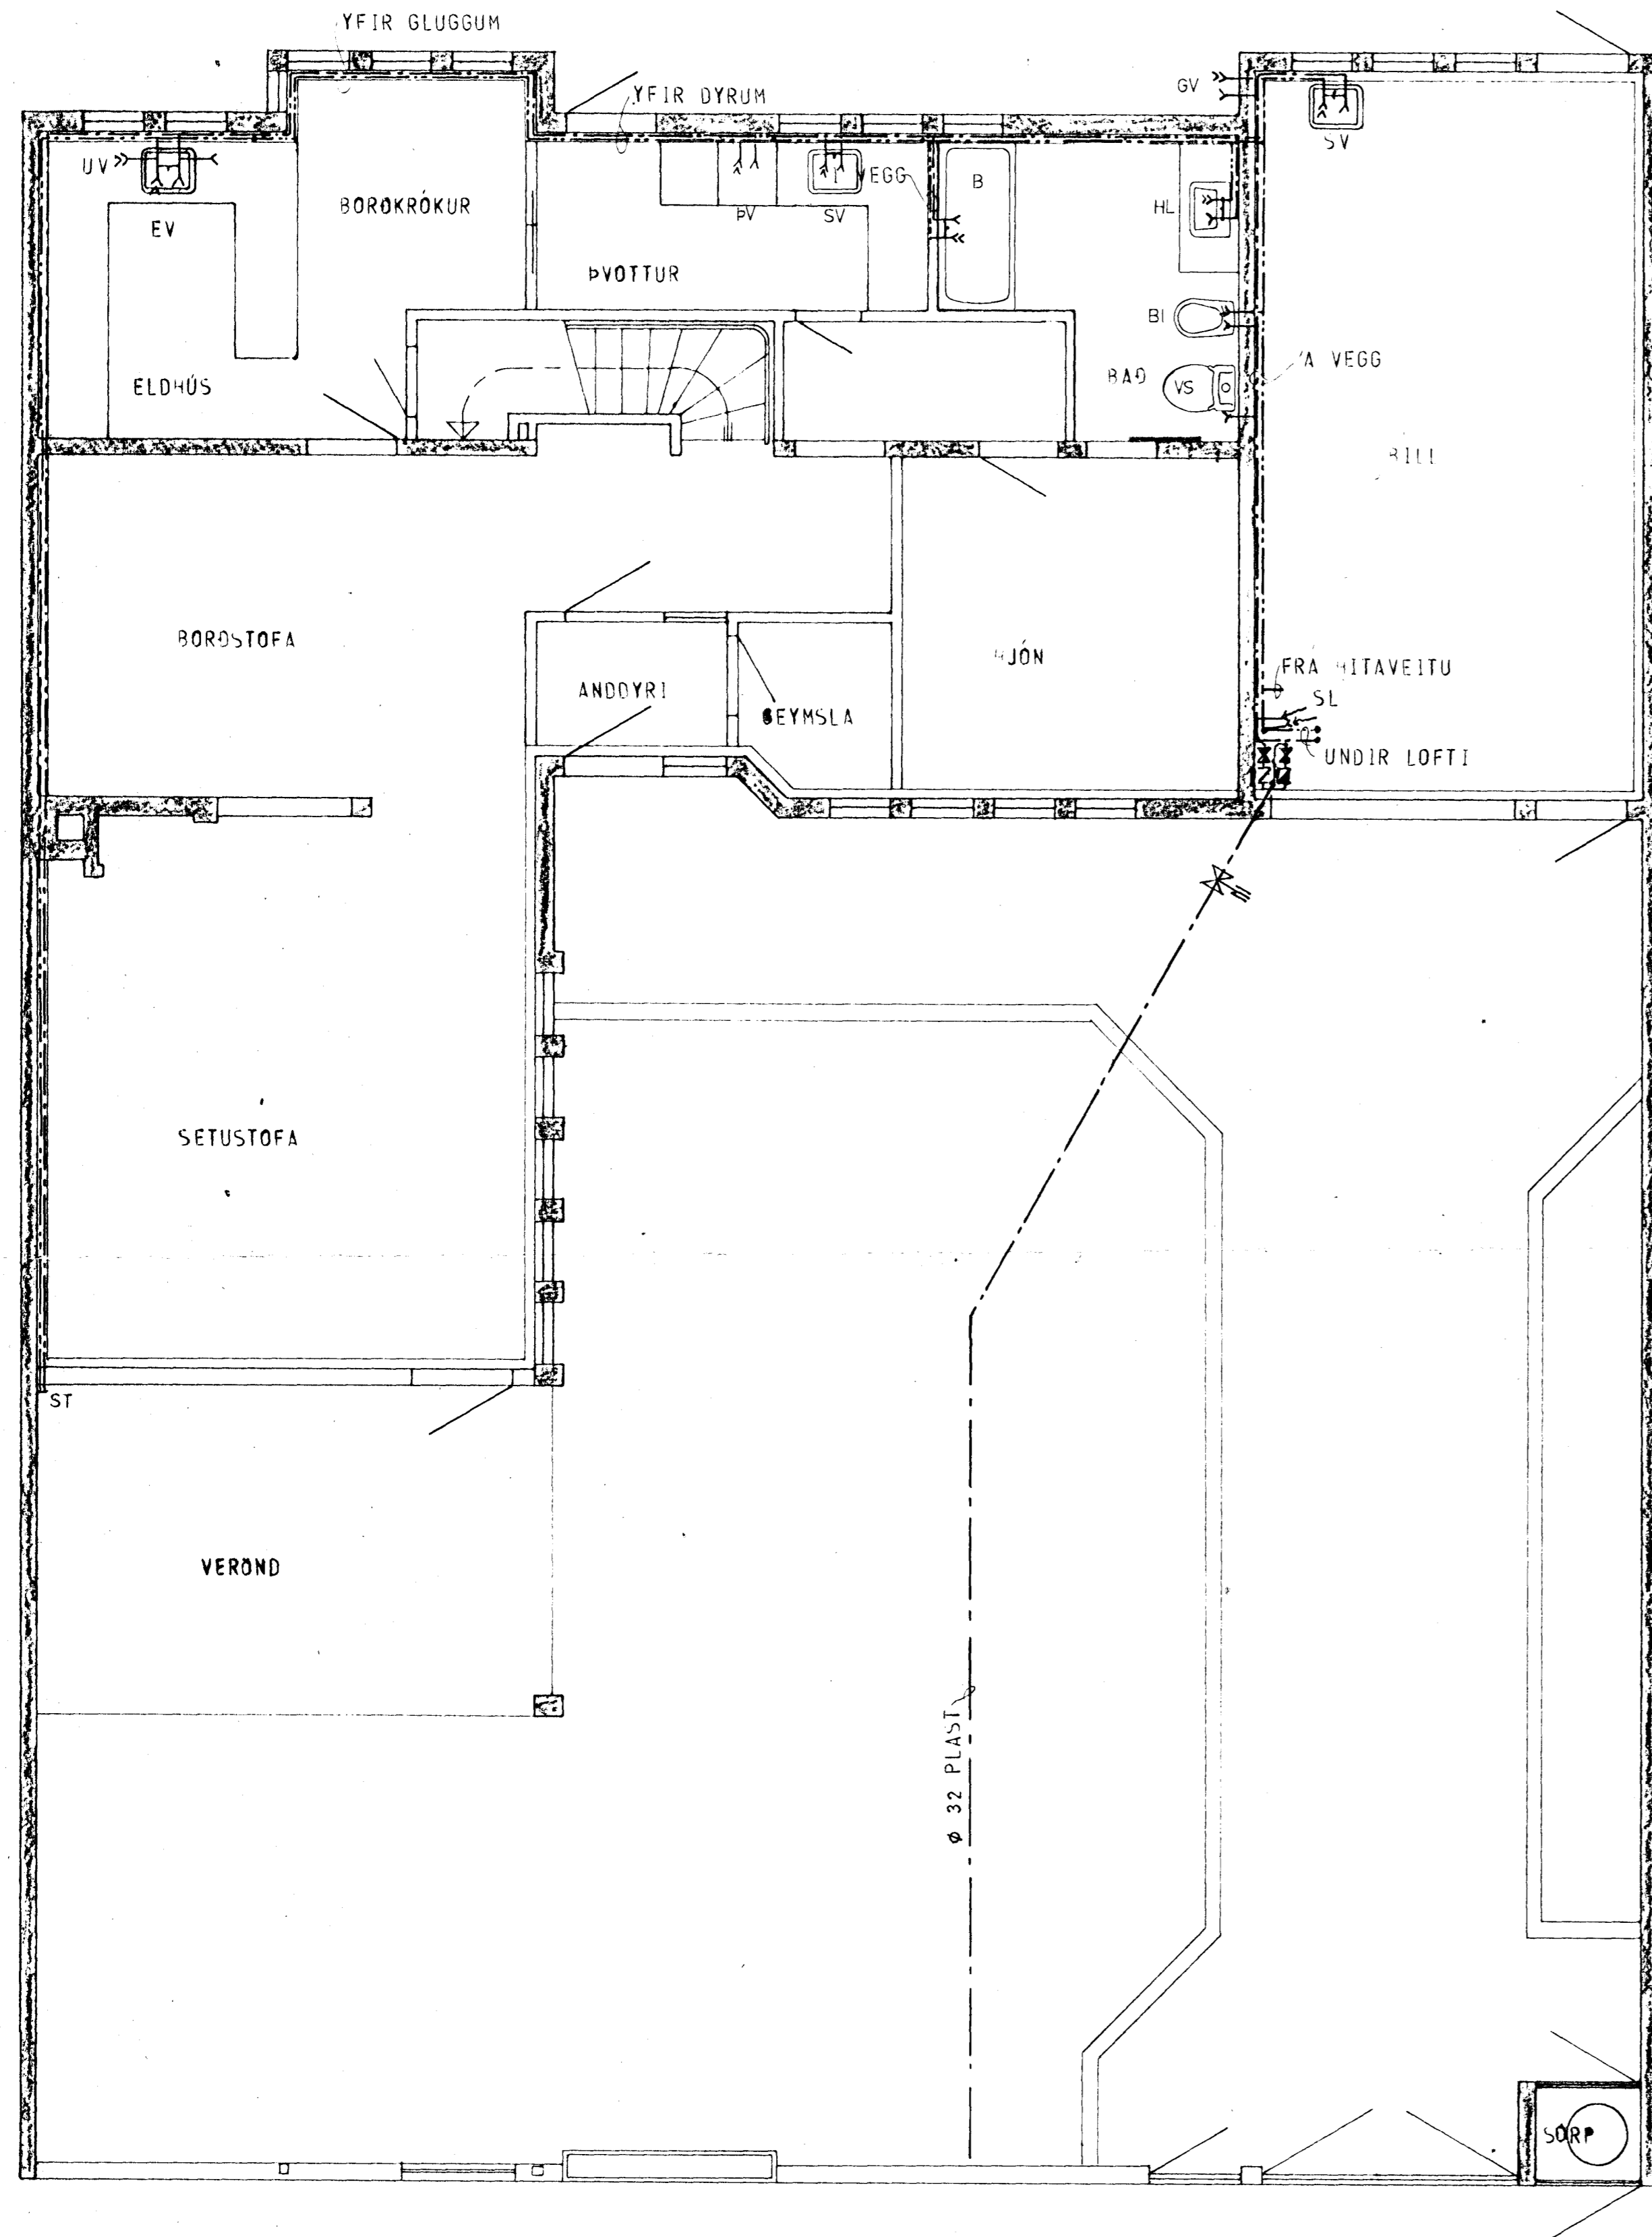 YFIR GLUGGUM
YFIR DYRUM
GV
SV
UV
EV
BORÐKRÓKUR
ÞV
SV
VEGG
B
HL
ÞVOTTUR
BI
Á VEGG
ELDHÚS
BAÐ
VS
BÍLL
BORÐSTOFA
HJÓN
FRÁ HITAVEITU
SL
ANDDYRI
GEYMSLA
UNDIR LOFTI
SETUSTOFA
ST
VERÖND
Ø 32 PLAST
SORP